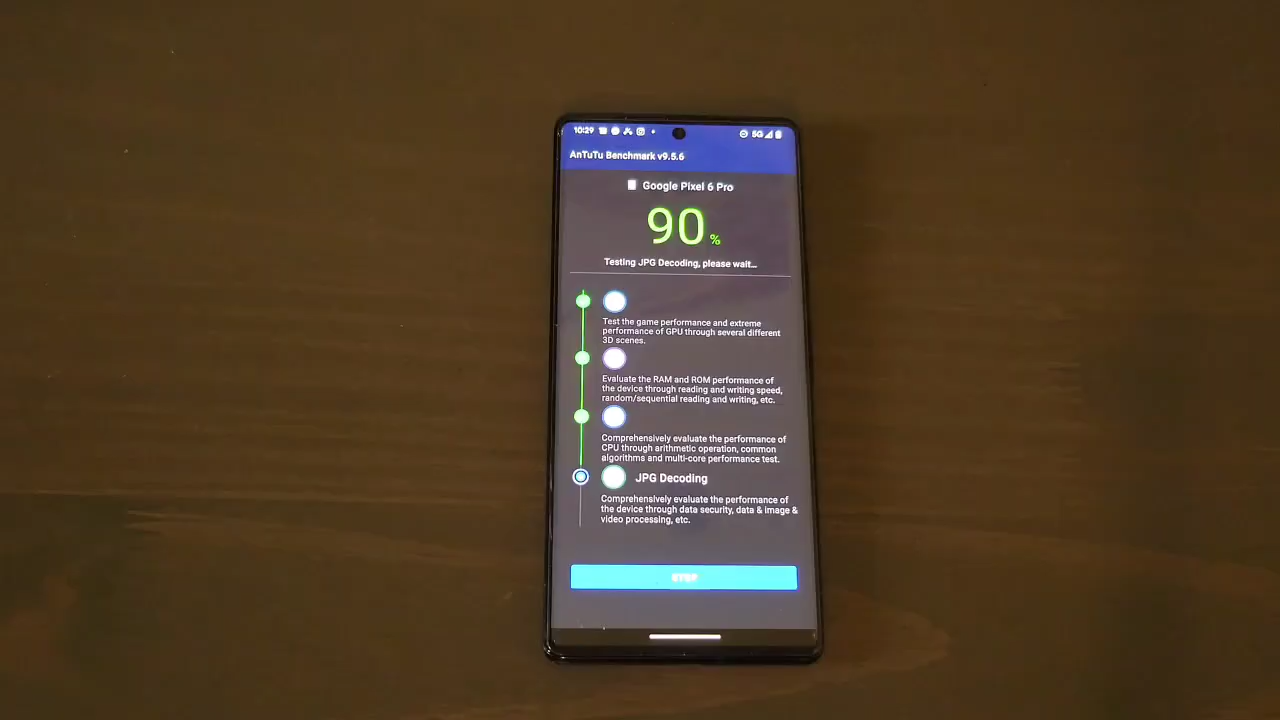 10:29 5G
AnTuTu Benchmark v9.5.6
Google Pixel 6 Pro
90%
Testing JPG Decoding, please wait...
Test the game performance and extreme
performance of GPU through several different
3D scenes.
Evaluate the RAM and ROM performance of
the device through reading and writing speed,
random/sequential reading and writing, etc.
Comprehensively evaluate the performance of
CPU through arithmetic operation, common
algorithms and multi-core performance test.
JPG Decoding
Comprehensively evaluate the performance of
the device through data security, data & image &
video processing, etc.
STOP